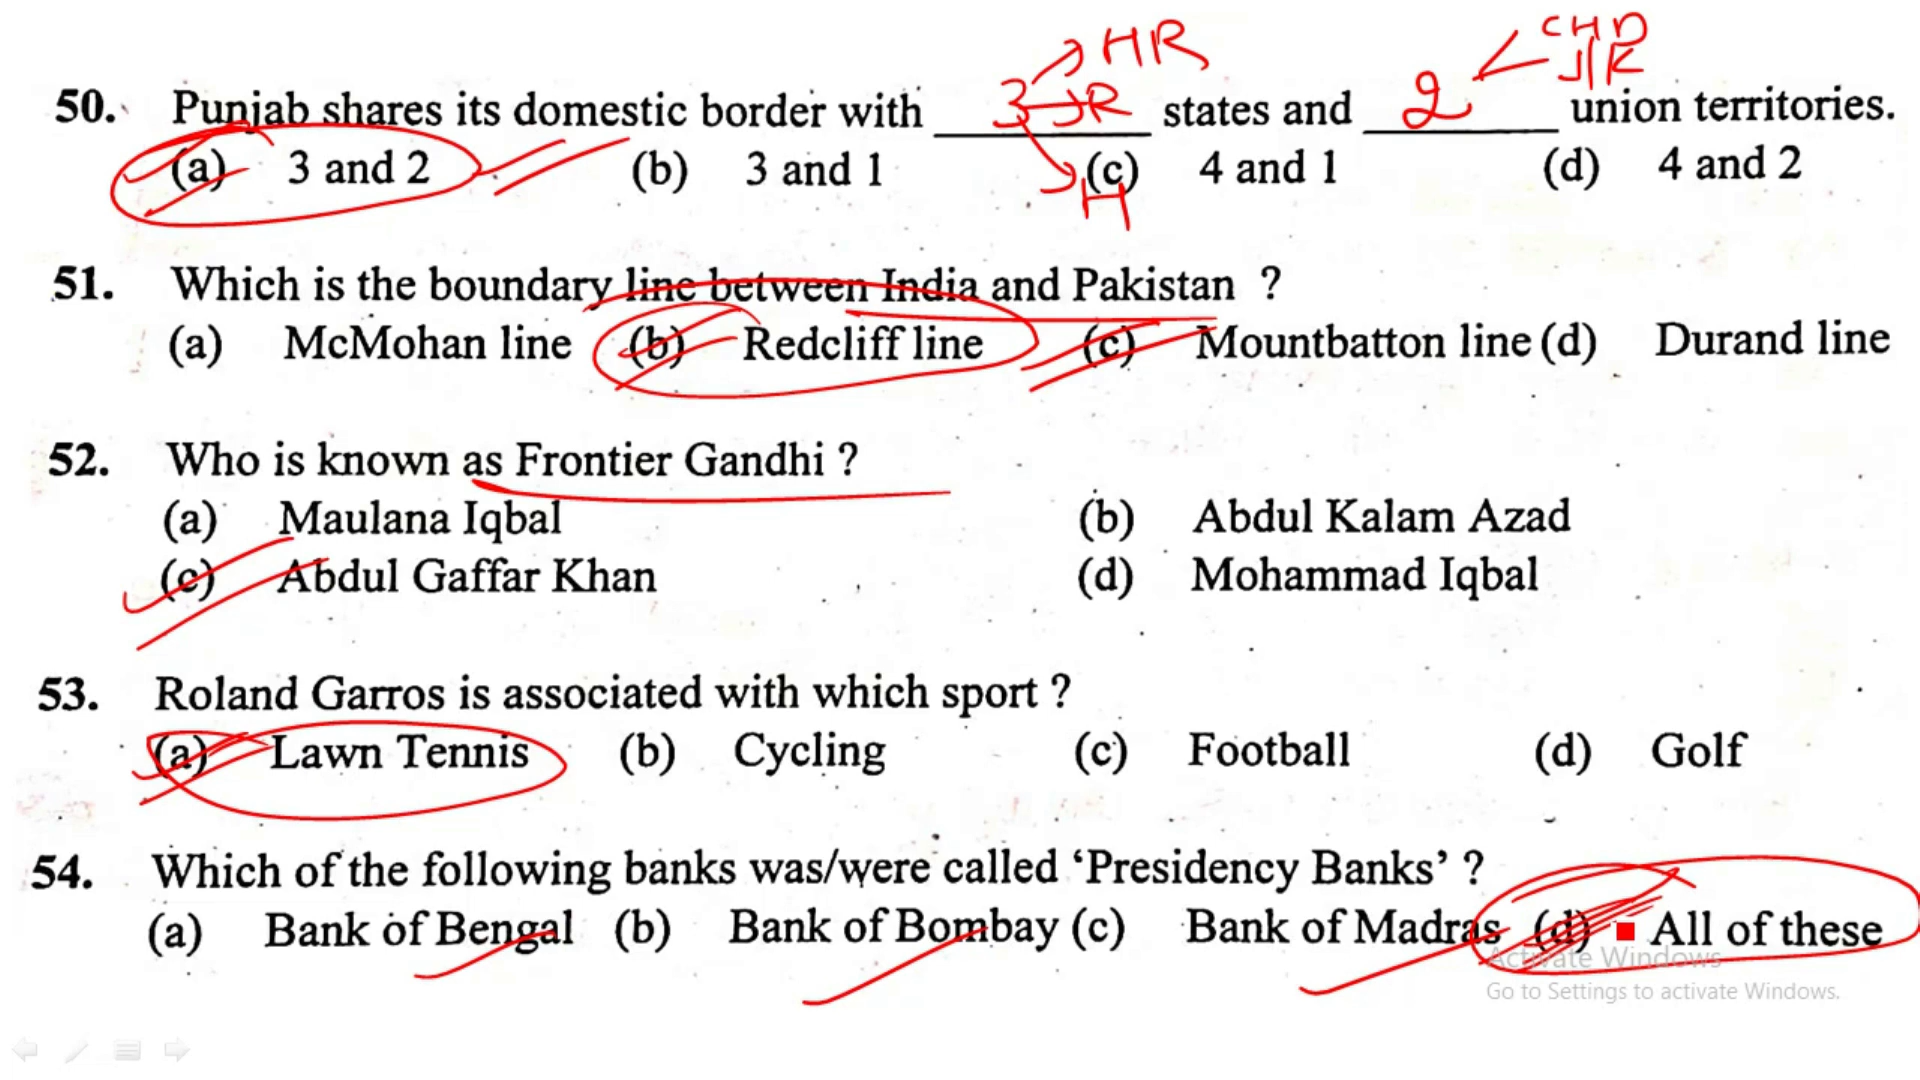 HR
CHD
J|K
50. Punjab shares its domestic border with 3 JR states and 2 union territories.
(a) 3 and 2 (b) 3 and 1 (c) 4 and 1 (d) 4 and 2
H
51. Which is the boundary line between India and Pakistan ?
(a) McMohan line (b) Redcliff line (c) Mountbatton line (d) Durand line
52. Who is known as Frontier Gandhi ?
(a) Maulana Iqbal (b) Abdul Kalam Azad
(c) Abdul Gaffar Khan (d) Mohammad Iqbal
53. Roland Garros is associated with which sport ?
(a) Lawn Tennis (b) Cycling (c) Football (d) Golf
54. Which of the following banks was/were called ‘Presidency Banks’ ?
(a) Bank of Bengal (b) Bank of Bombay (c) Bank of Madras (d) All of these
Activate Windows
Go to Settings to activate Windows.